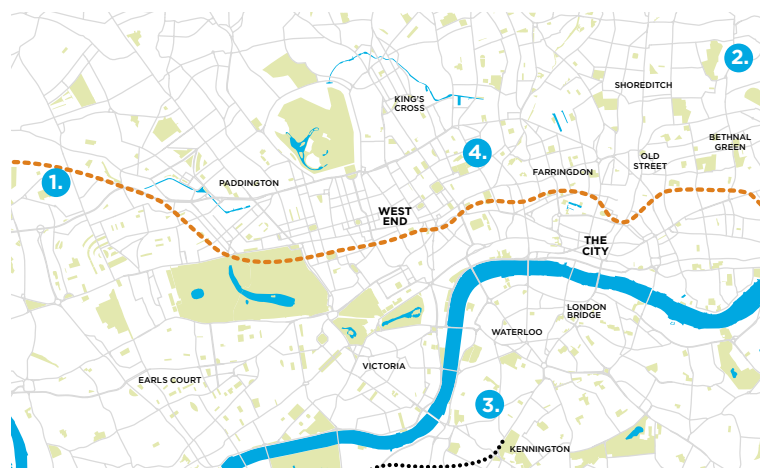 2.
SHOREDITCH
KING'S
CROSS
BETHNAL
GREEN
4.
OLD
STREET
FARRINGDON
1.
PADDINGTON
WEST
END
THE
CITY
LONDON
BRIDGE
WATERLOO
VICTORIA
EARLS COURT
3.
KENNINGTON